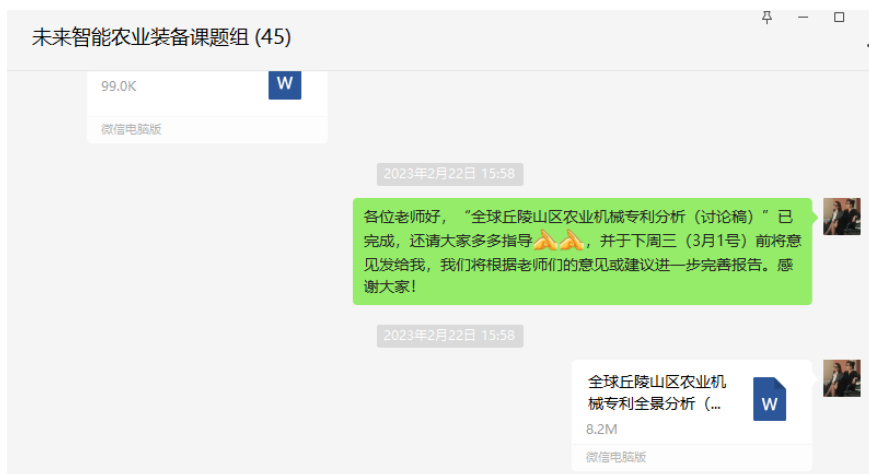 未来智能农业装备课题组 (45)
99.0K
W
微信电脑版
2023年2月22日 15:58
各位老师好，“全球丘陵山区农业机械专利分析（讨论稿）”已
完成，还请大家多多指导🙏🙏，并于下周三（3月1号）前将意
见发给我，我们将根据老师们的意见或建议进一步完善报告。感
谢大家！
2023年2月22日 15:58
全球丘陵山区农业机
械专利全景分析（...
W
8.2M
微信电脑版